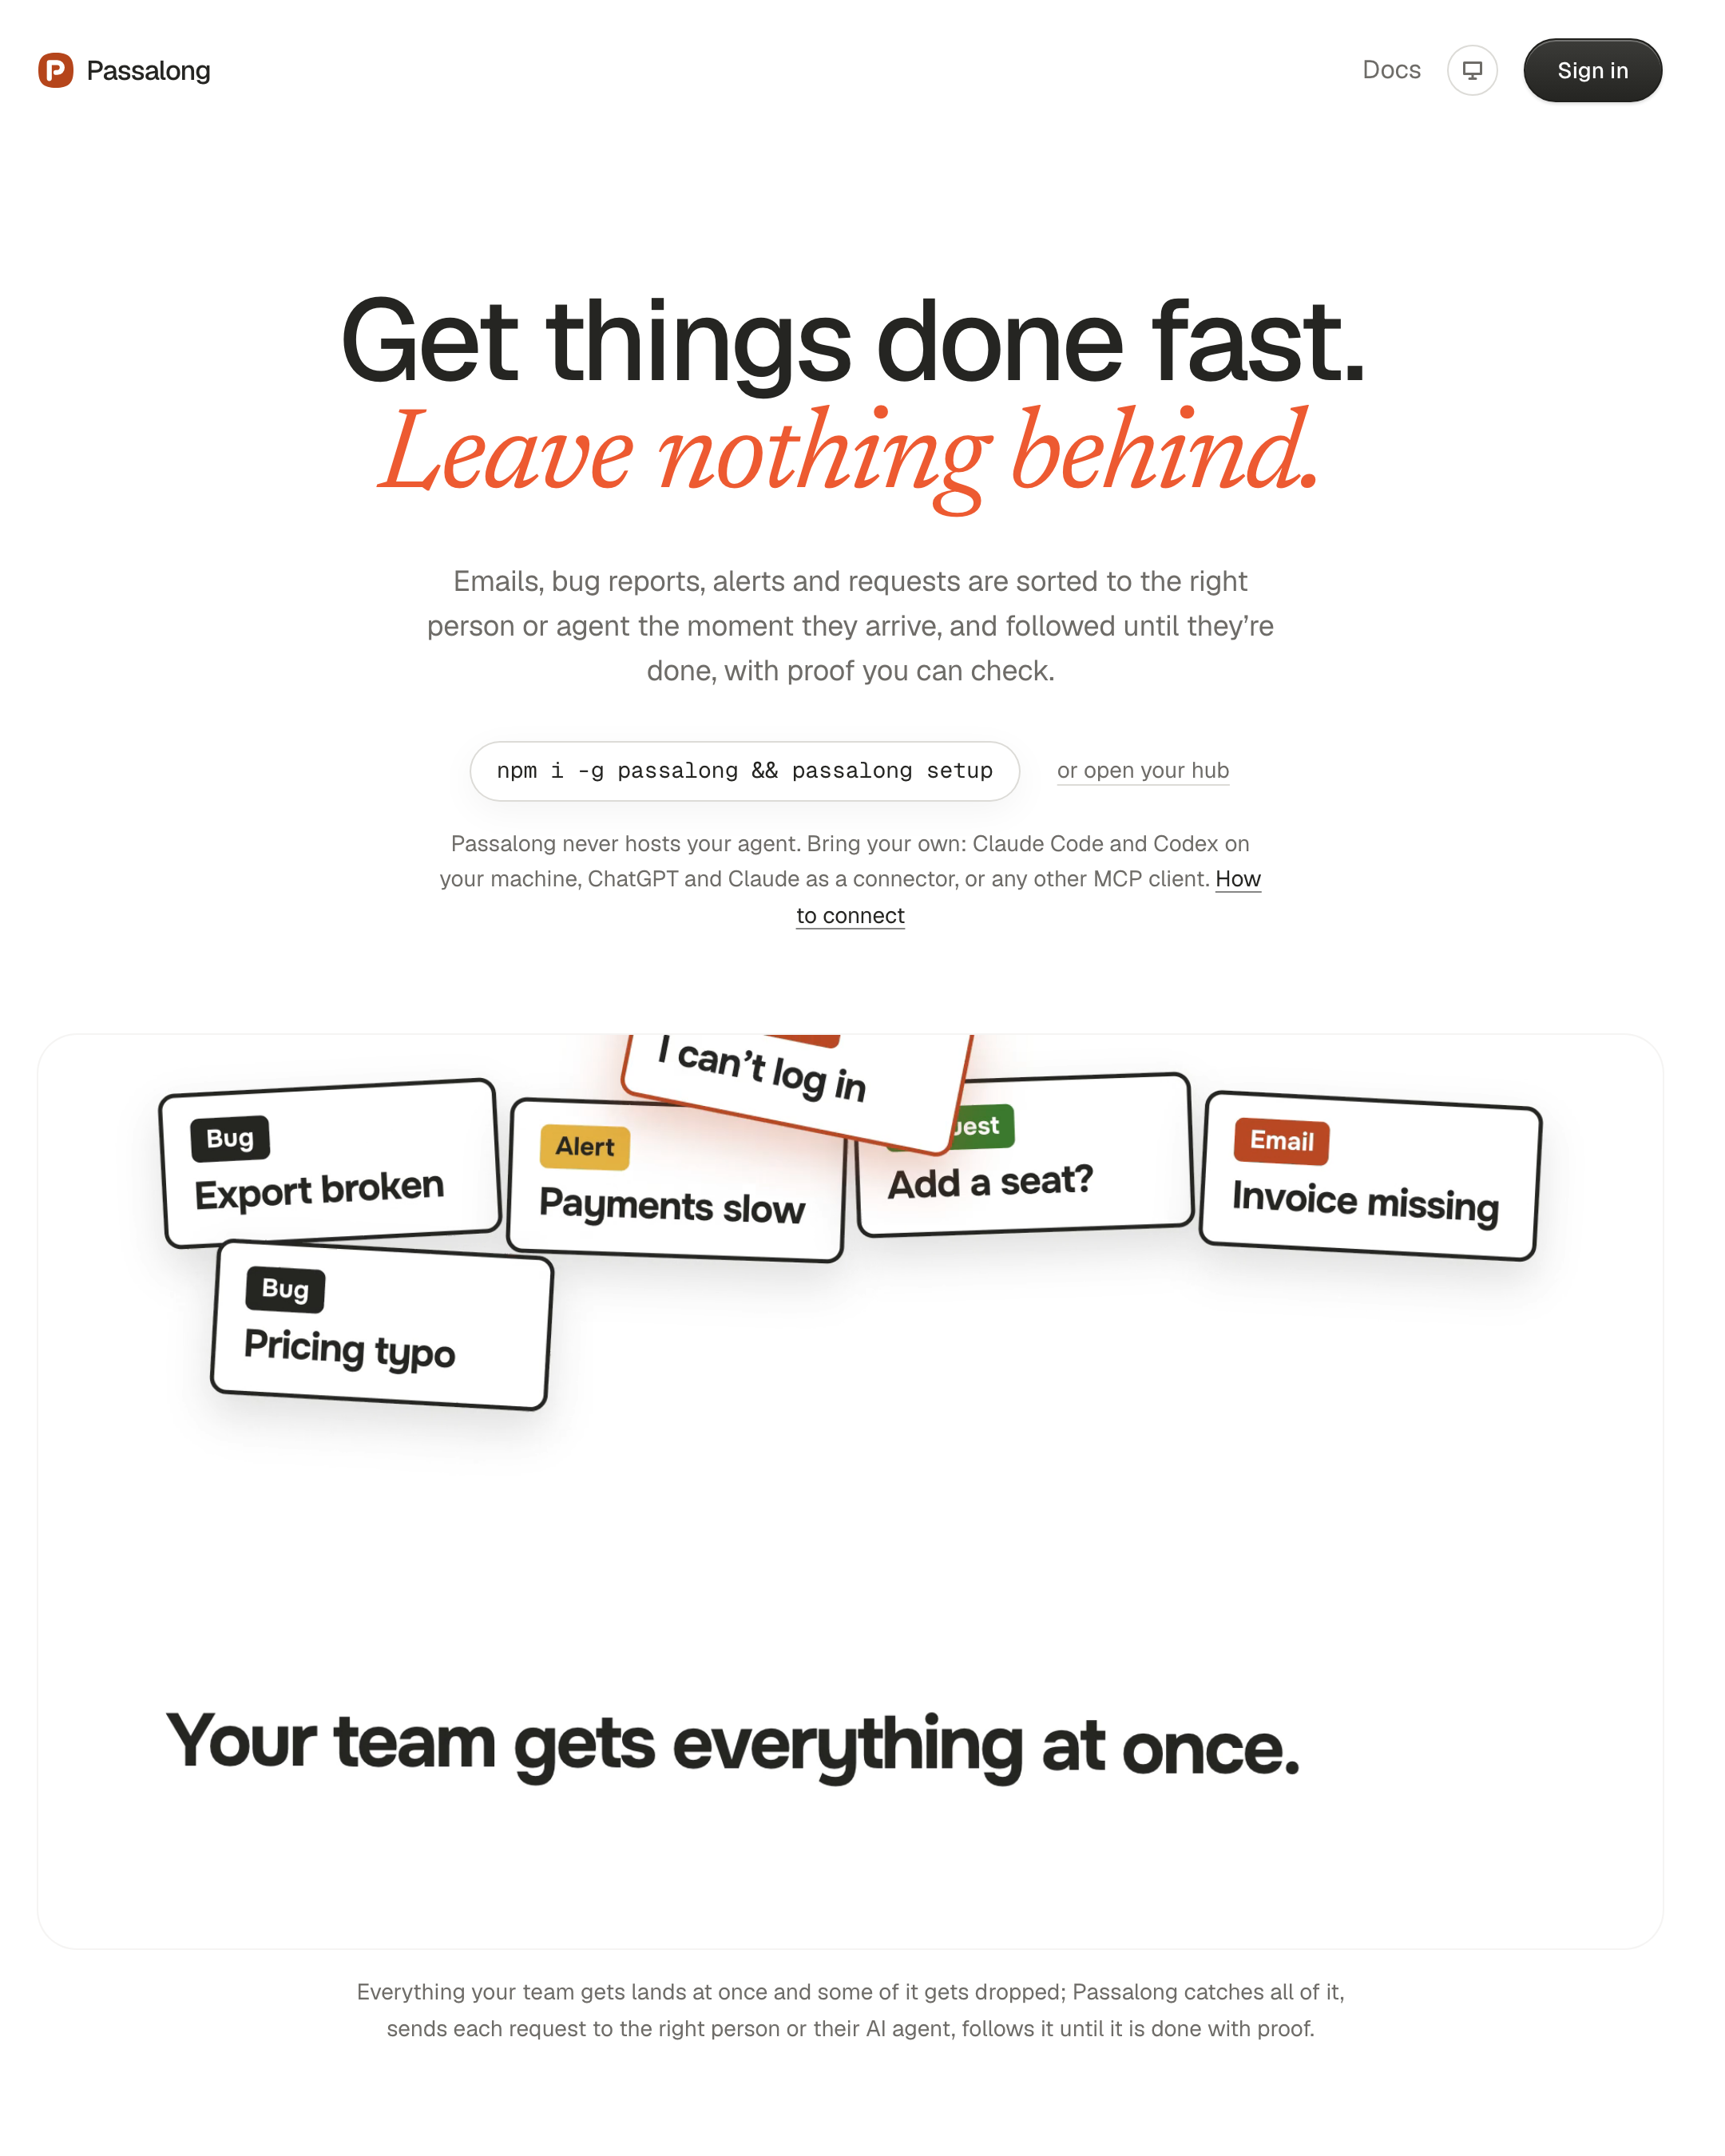 Passalong
Docs
Sign in
Get things done fast.
Leave nothing behind.
Emails, bug reports, alerts and requests are sorted to the right
person or agent the moment they arrive, and followed until they’re
done, with proof you can check.
npm i -g passalong && passalong setup
or open your hub
Passalong never hosts your agent. Bring your own: Claude Code and Codex on
your machine, ChatGPT and Claude as a connector, or any other MCP client. How
to connect
I can’t log in
Bug
Export broken
Alert
Payments slow
Add a seat?
Email
Invoice missing
Bug
Pricing typo
Your team gets everything at once.
Everything your team gets lands at once and some of it gets dropped; Passalong catches all of it,
sends each request to the right person or their AI agent, follows it until it is done with proof.